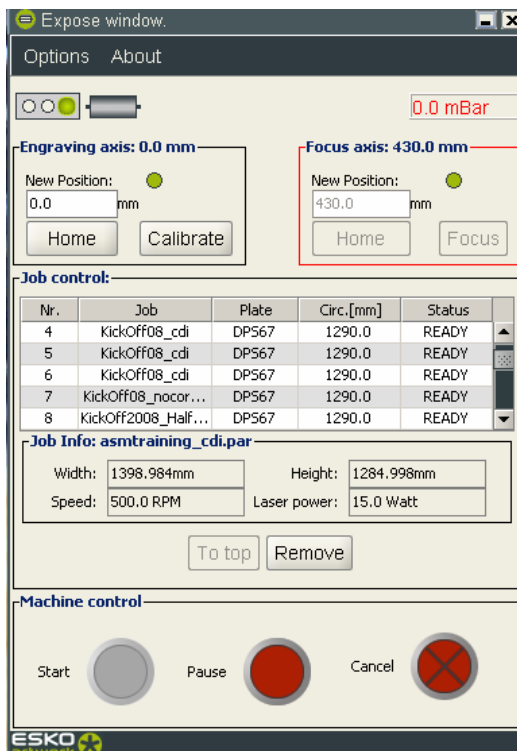 Expose window.
Options About
0.0 mBar
Engraving axis: 0.0 mm
Focus axis: 430.0 mm
New Position:
New Position:
0.0 mm
430.0 mm
Home Calibrate
Home Focus
Job control:
Nr. Job Plate Circ.[mm] Status
4 KickOff08_cdi DPS67 1290.0 READY
5 KickOff08_cdi DPS67 1290.0 READY
6 KickOff08_cdi DPS67 1290.0 READY
7 KickOff08_nocor... DPS67 1290.0 READY
8 KickOff2008_Half... DPS67 1290.0 READY
Job Info: asmtraining_cdi.par
Width: 1398.984mm Height: 1284.998mm
Speed: 500.0 RPM Laser power: 15.0 Watt
To top Remove
Machine control
Start Pause Cancel
ESKO